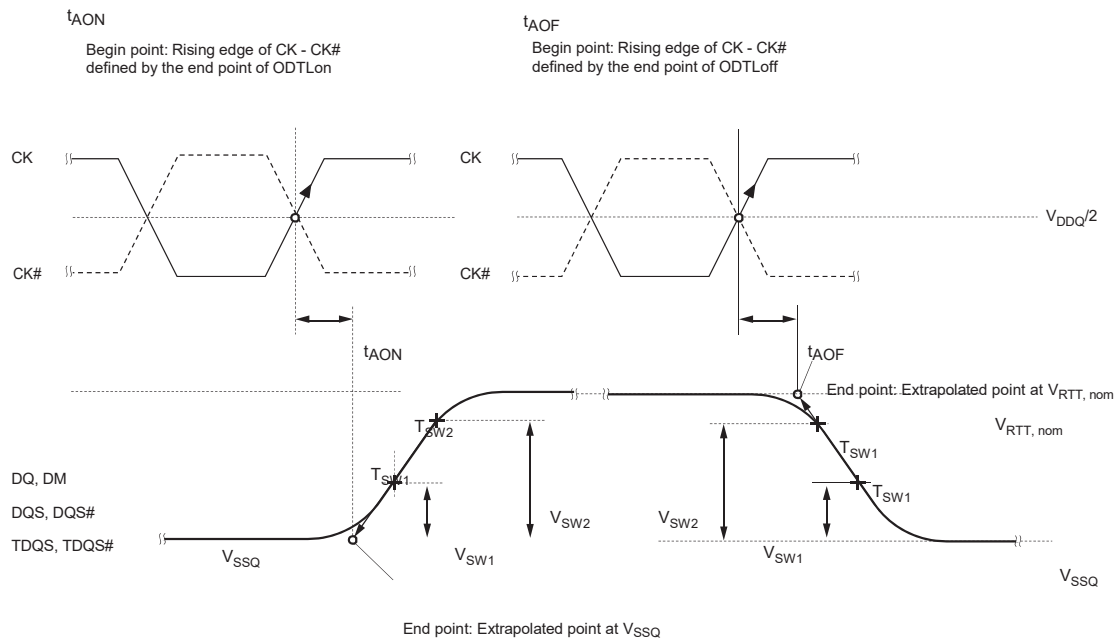 tAON
Begin point: Rising edge of CK - CK#
defined by the end point of ODTLon
tAOF
Begin point: Rising edge of CK - CK#
defined by the end point of ODTLoff
CK
CK
VDDQ/2
CK#
CK#
tAON
tAOF
End point: Extrapolated point at VRTT, nom
TSW2
VRTT, nom
TSW1
TSW1
DQ, DM
TSW1
DQS, DQS#
VSW2
VSW2
TDQS, TDQS#
VSSQ
VSW1
VSW1
VSSQ
End point: Extrapolated point at VSSQ